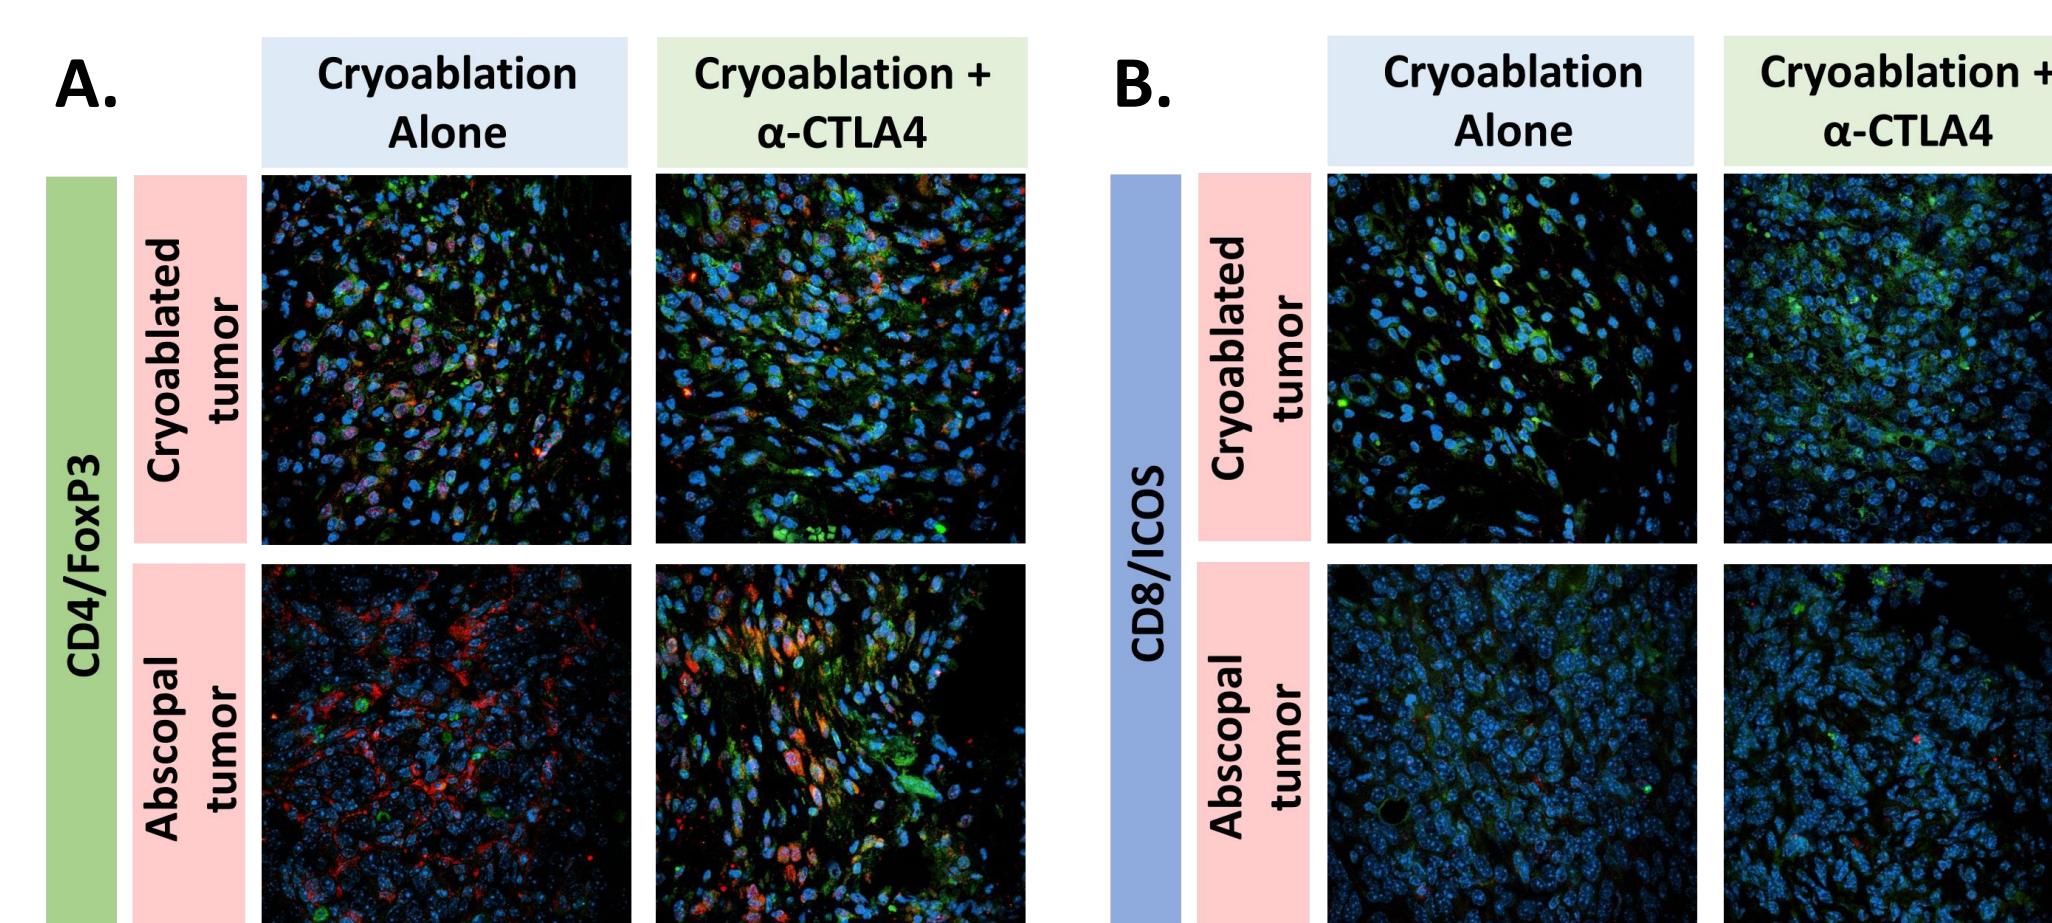 A.
Cryoablation
Alone
Cryoablation +
α-CTLA4
CD4/FoxP3
Cryoablated
tumor
Abscopal
tumor
B.
Cryoablation
Alone
Cryoablation +
α-CTLA4
CD8/ICOS
Cryoablated
tumor
Abscopal
tumor